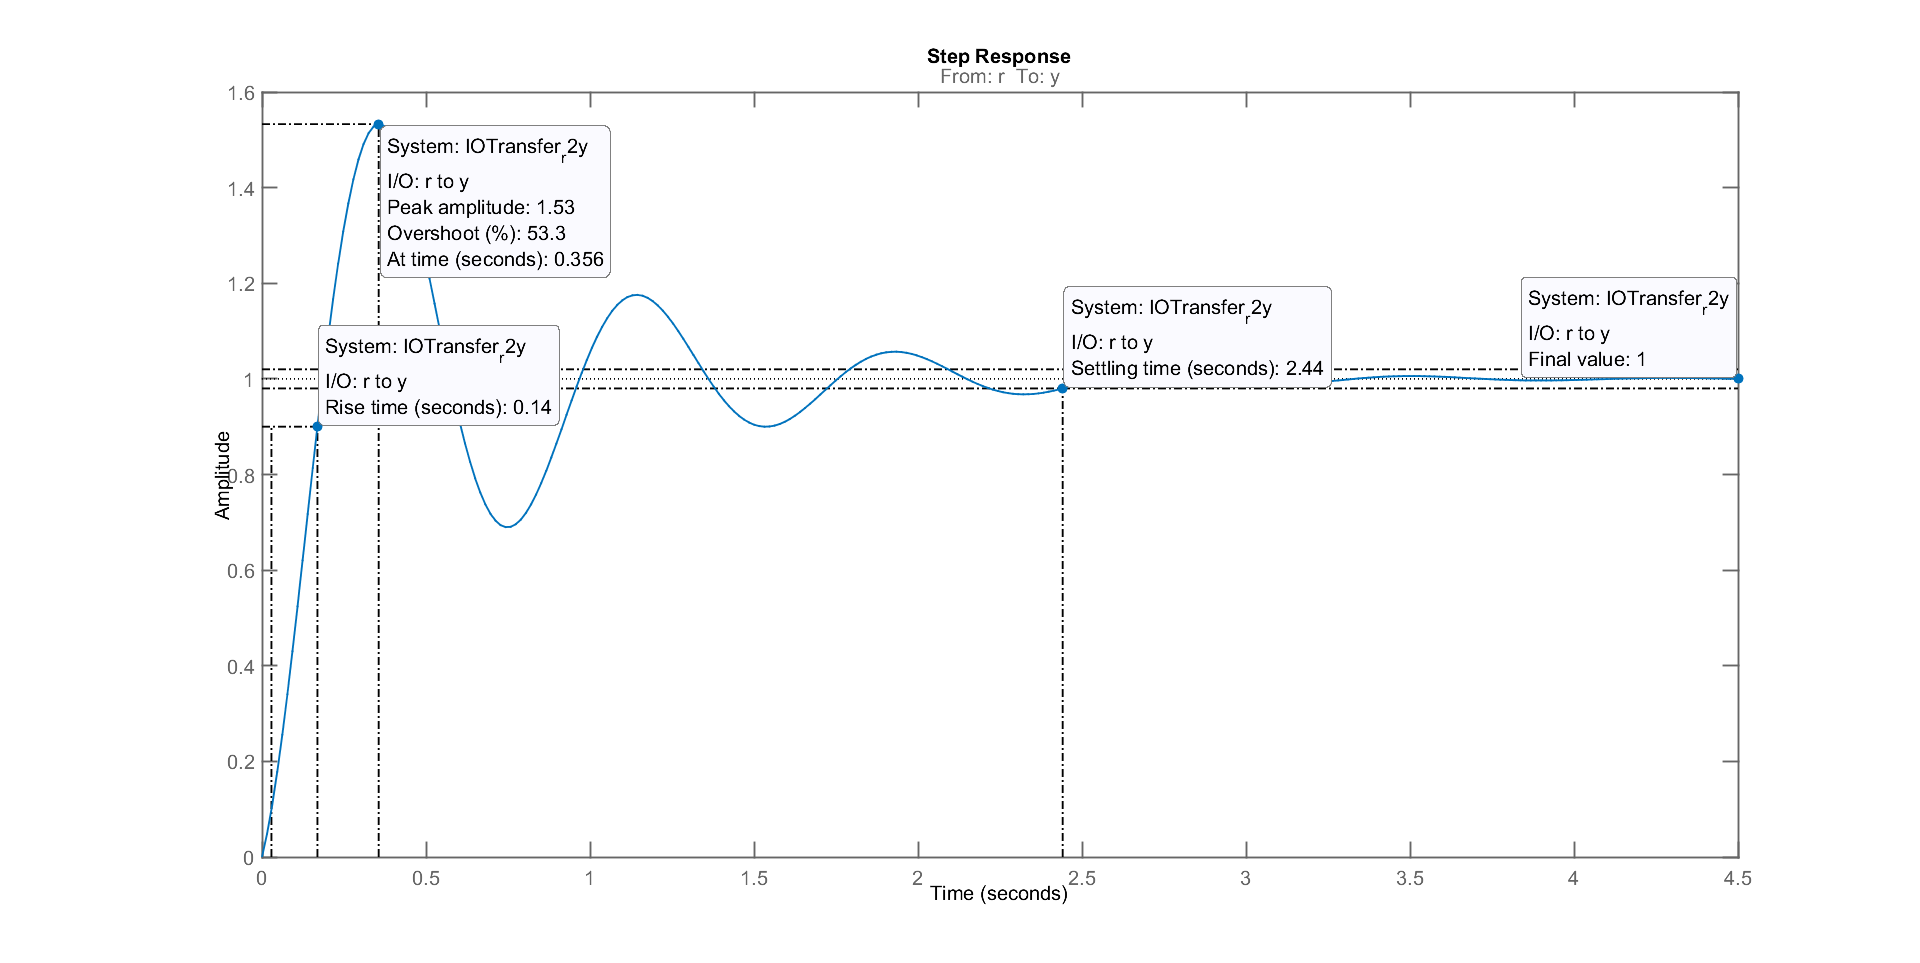 Step Response
From: r  To: y
1.6
1.4
1.2
1
0.8
0.6
0.4
0.2
0
Amplitude
System: IOTransfer_r2y
I/O: r to y
Peak amplitude: 1.53
Overshoot (%): 53.3
At time (seconds): 0.356
System: IOTransfer_r2y
I/O: r to y
Rise time (seconds): 0.14
System: IOTransfer_r2y
I/O: r to y
Settling time (seconds): 2.44
System: IOTransfer_r2y
I/O: r to y
Final value: 1
0 0.5 1 1.5 2 2.5 3 3.5 4 4.5
Time (seconds)